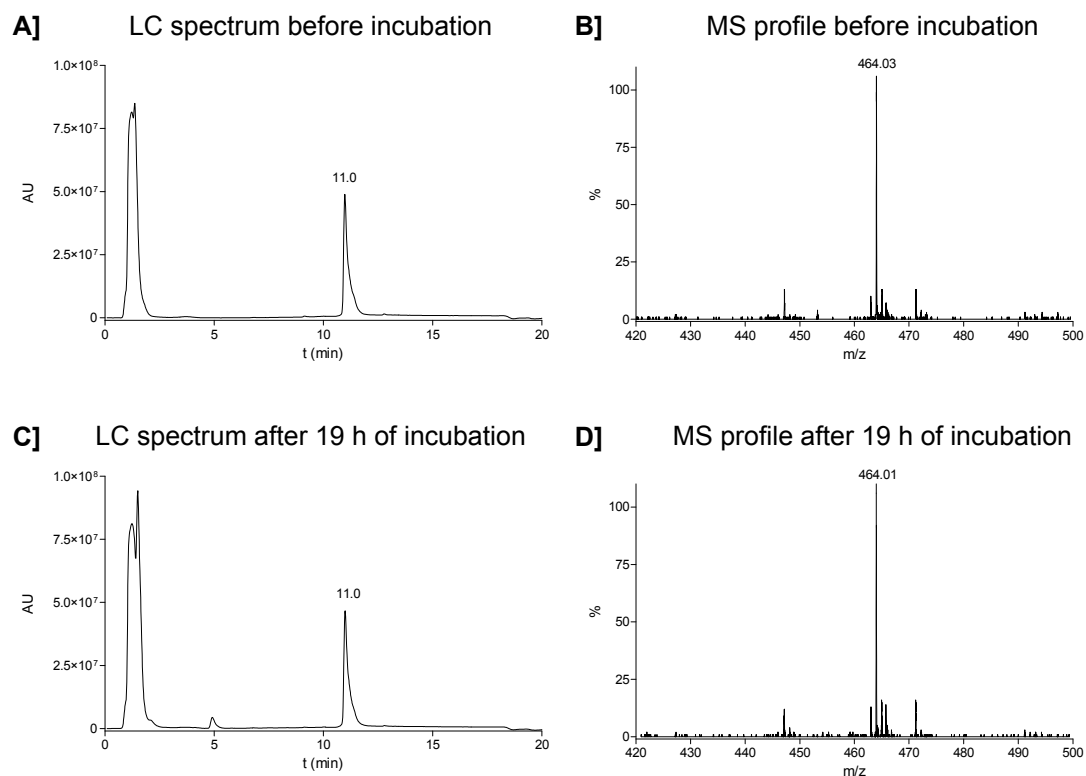 A] LC spectrum before incubation
1.0×10⁸
7.5×10⁷
5.0×10⁷
2.5×10⁷
0
AU
11.0
0 5 10 15 20
t (min)
B] MS profile before incubation
464.03
100
75
50
25
0
%
420 430 440 450 460 470 480 490 500
m/z
C] LC spectrum after 19 h of incubation
1.0×10⁸
7.5×10⁷
5.0×10⁷
2.5×10⁷
0
AU
11.0
0 5 10 15 20
t (min)
D] MS profile after 19 h of incubation
464.01
100
75
50
25
0
%
420 430 440 450 460 470 480 490 500
m/z